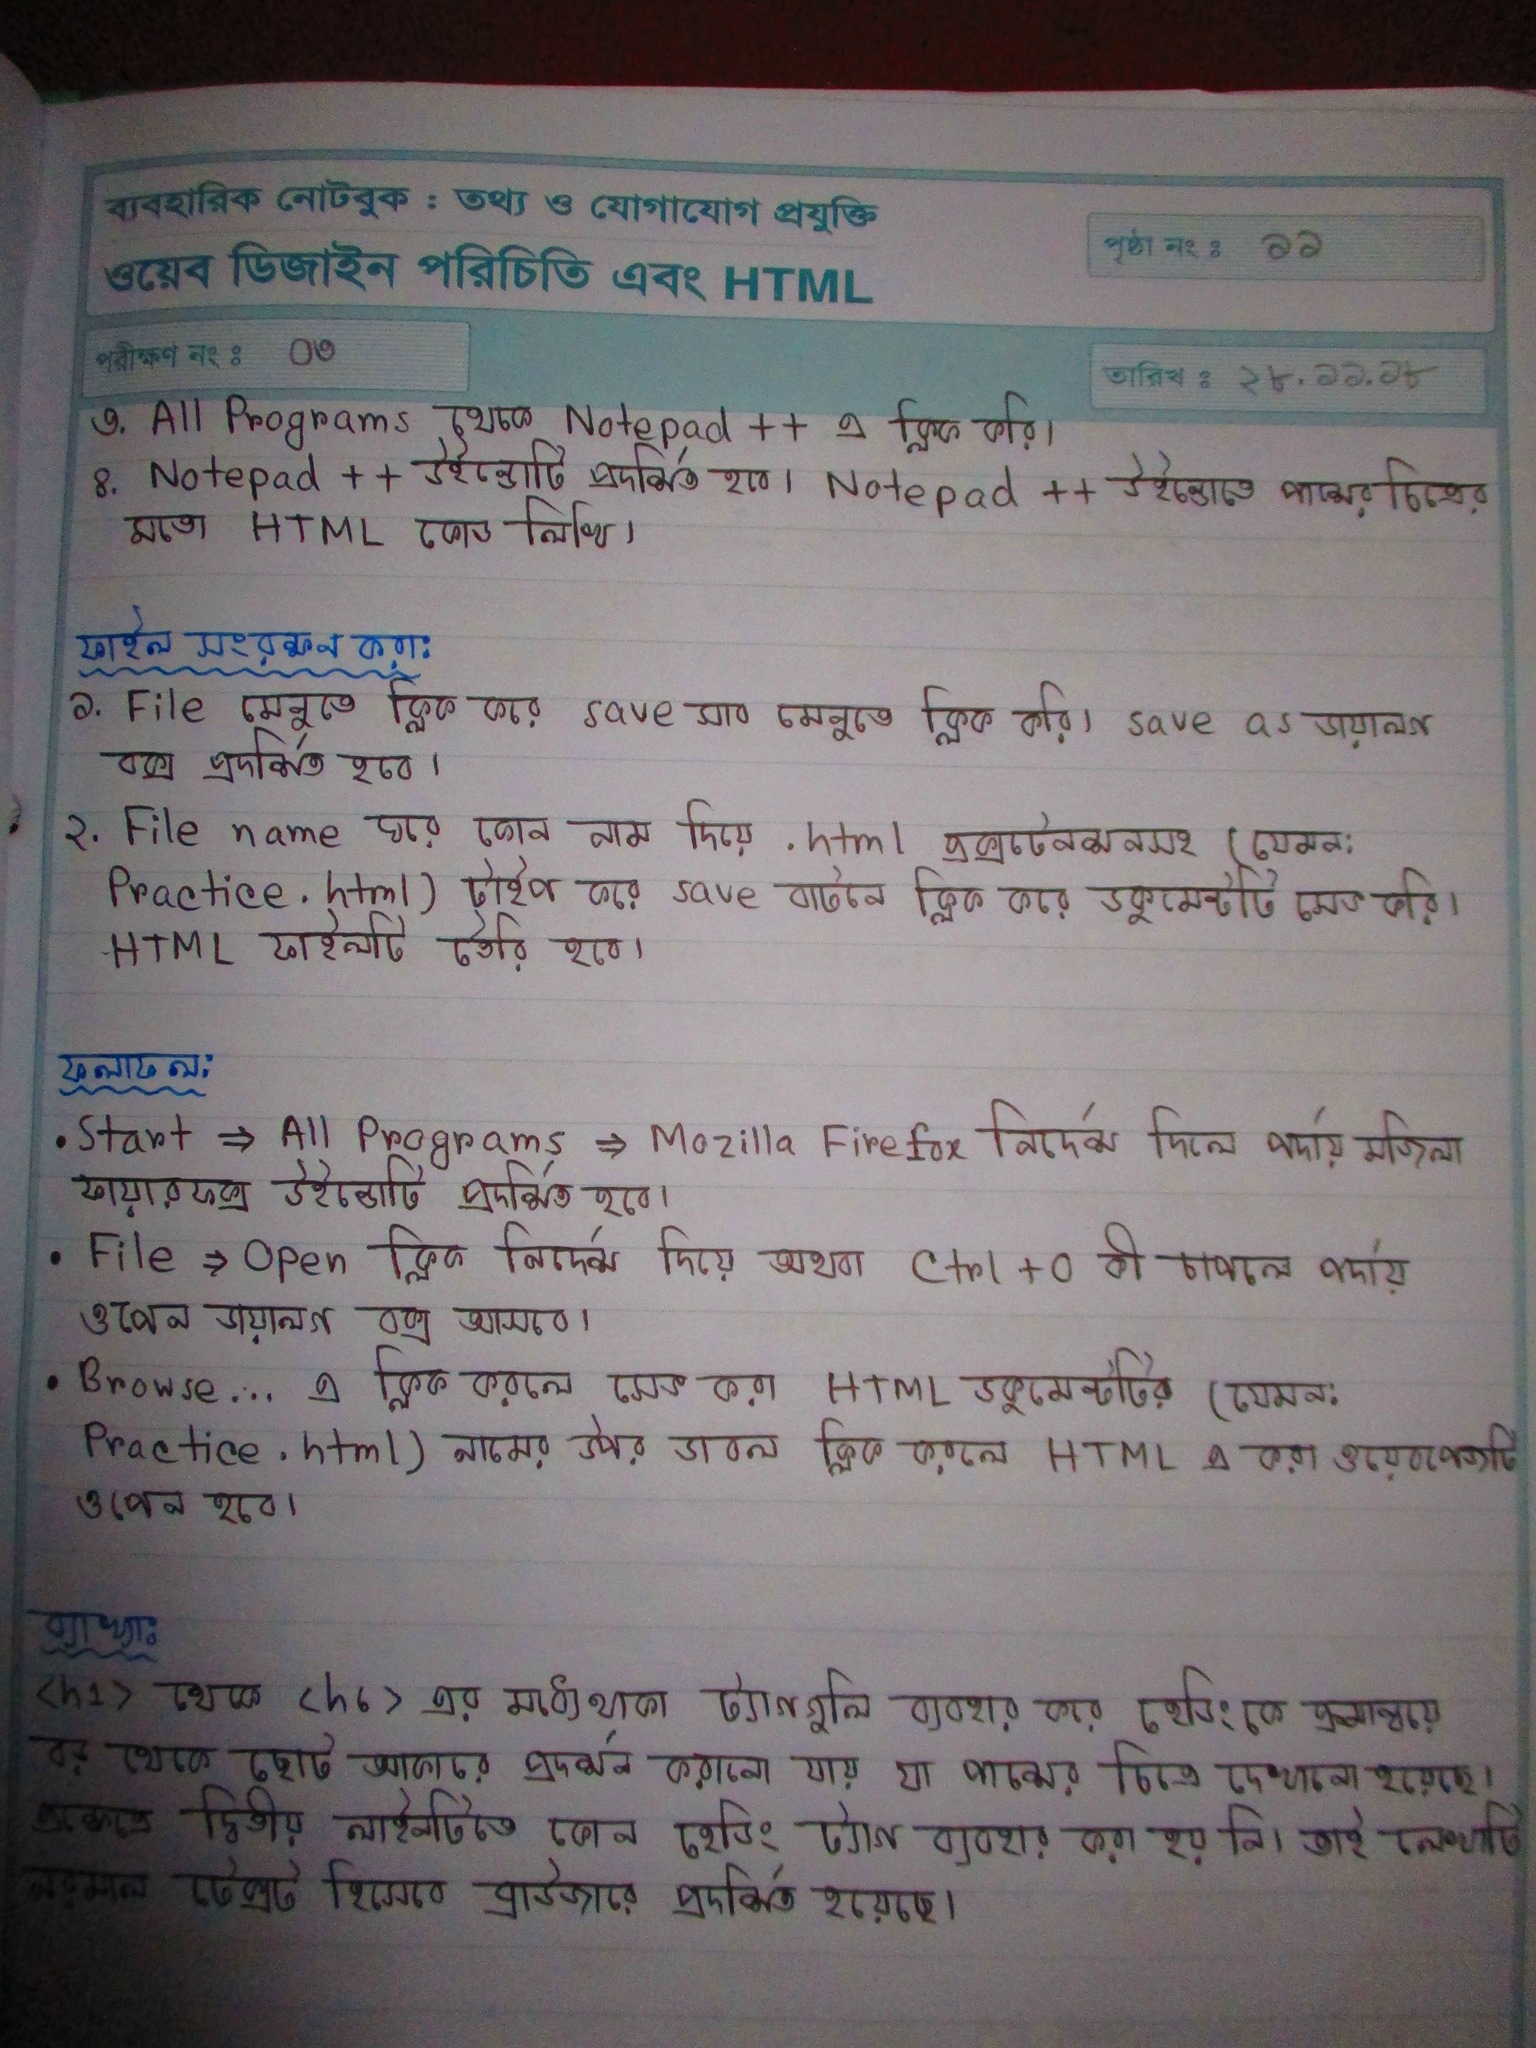 ব্যবহারিক নোটবুক : তথ্য ও যোগাযোগ প্রযুক্তি
ওয়েব ডিজাইন পরিচিতি এবং HTML
পৃষ্ঠা নং : ১১
পরীক্ষণ নং : ০৩
তারিখ : ২৮.১১.১৮
৩. All Programs থেকে Notepad ++ এ ক্লিক করি।
৪. Notepad ++ উইন্ডোটি প্রদর্শিত হবে। Notepad ++ উইন্ডোতে পাশের চিত্রের
মতো HTML কোড লিখি।
ফাইল সংরক্ষন করা:
১. File মেনুতে ক্লিক করে save সাব মেনুতে ক্লিক করি। save as ডায়ালগ
বক্স প্রদর্শিত হবে।
২. File name ঘরে কোন নাম দিয়ে .html এক্সটেনশনসহ (যেমন:
Practice.html) টাইপ করে save বাটনে ক্লিক করে ডকুমেন্টটি সেভ করি।
HTML ফাইলটি তৈরি হবে।
ফলাফল:
• Start ⇒ All Programs ⇒ Mozilla Firefox নির্দেশ দিলে পর্দায় মজিলা
ফায়ারফক্স উইন্ডোটি প্রদর্শিত হবে।
• File ⇒ Open ক্লিক নির্দেশ দিয়ে অথবা Ctrl + O কী চাপলে পর্দায়
ওপেন ডায়ালগ বক্স আসবে।
• Browse... এ ক্লিক করলে সেভ করা HTML ডকুমেন্টটির (যেমন:
Practice.html) নামের উপর ডাবল ক্লিক করলে HTML এ করা ওয়েবপেজটি
ওপেন হবে।
ব্যাখ্যা:
<h1> থেকে <h6> এর মধ্যে থাকা ট্যাগগুলি ব্যবহার করে হেডিংকে ক্রমান্বয়ে
বড় থেকে ছোট আকারে প্রদর্শন করানো যায় যা পাশের চিত্রে দেখানো হয়েছে।
এক্ষেত্রে দ্বিতীয় লাইনটিতে কোন হেডিং ট্যাগ ব্যবহার করা হয় নি। তাই লেখাটি
নরমাল টেক্সট হিসেবে ব্রাউজারে প্রদর্শিত হয়েছে।